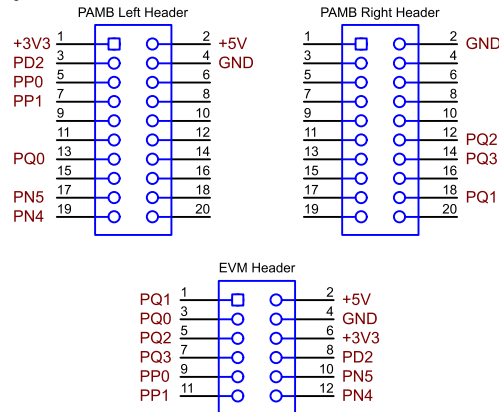 PAMB Left Header PAMB Right Header
+3V3 1 2 +5V 1 2 GND
PD2 3 4 GND 3 4
PP0 5 6 5 6
PP1 7 8 7 8
9 10 9 10
11 12 11 12 PQ2
PQ0 13 14 13 14 PQ3
15 16 15 16
PN5 17 18 17 18 PQ1
PN4 19 20 19 20
EVM Header
PQ1 1 2 +5V
PQ0 3 4 GND
PQ2 5 6 +3V3
PQ3 7 8 PD2
PP0 9 10 PN5
PP1 11 12 PN4